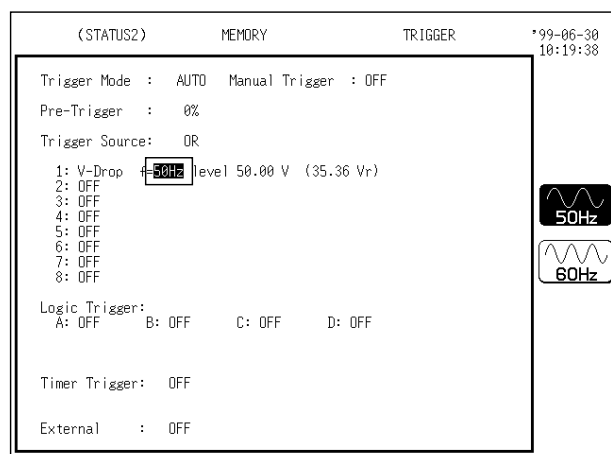 (STATUS2) MEMORY TRIGGER '99-06-30
10:19:38
Trigger Mode : AUTO Manual Trigger : OFF
Pre-Trigger : 0%
Trigger Source: OR
1: V-Drop f=50Hz level 50.00 V (35.36 Vr)
2: OFF
3: OFF
4: OFF
5: OFF
6: OFF
7: OFF
8: OFF
50Hz
60Hz
Logic Trigger:
A: OFF B: OFF C: OFF D: OFF
Timer Trigger: OFF
External : OFF